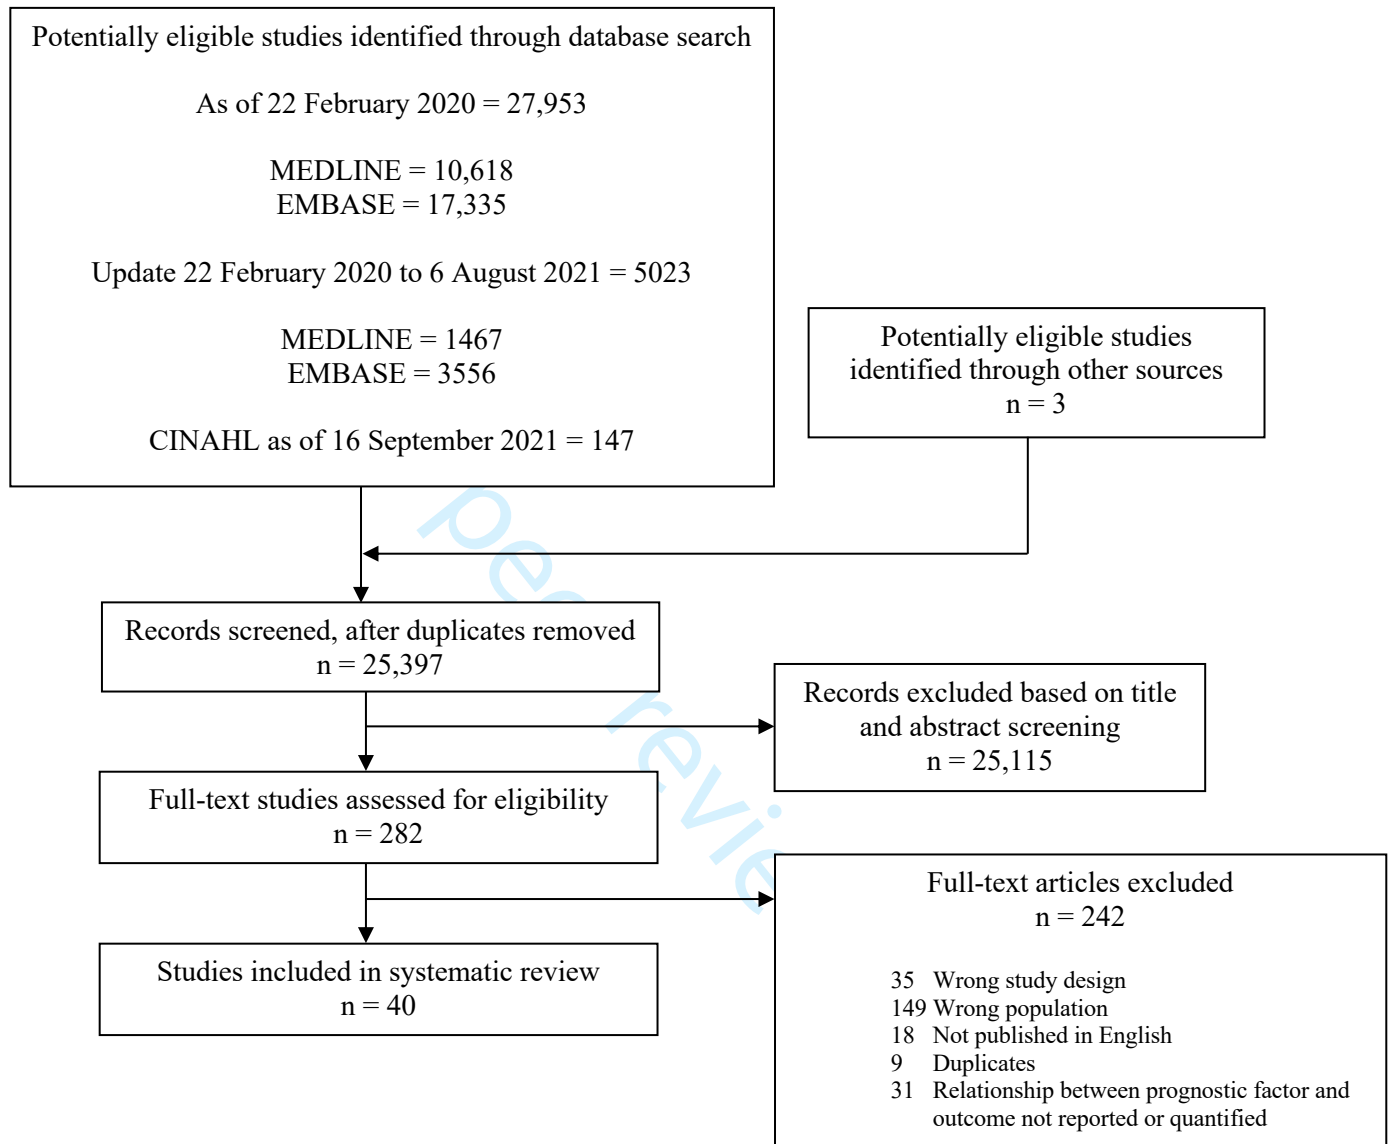 Potentially eligible studies identified through database search
As of 22 February 2020 = 27,953
MEDLINE = 10,618
EMBASE = 17,335
Update 22 February 2020 to 6 August 2021 = 5023
MEDLINE = 1467
EMBASE = 3556
CINAHL as of 16 September 2021 = 147
Potentially eligible studies
identified through other sources
n = 3
Records screened, after duplicates removed
n = 25,397
Records excluded based on title
and abstract screening
n = 25,115
Full-text studies assessed for eligibility
n = 282
Full-text articles excluded
n = 242
35 Wrong study design
149 Wrong population
18 Not published in English
9 Duplicates
31 Relationship between prognostic factor and
outcome not reported or quantified
Studies included in systematic review
n = 40